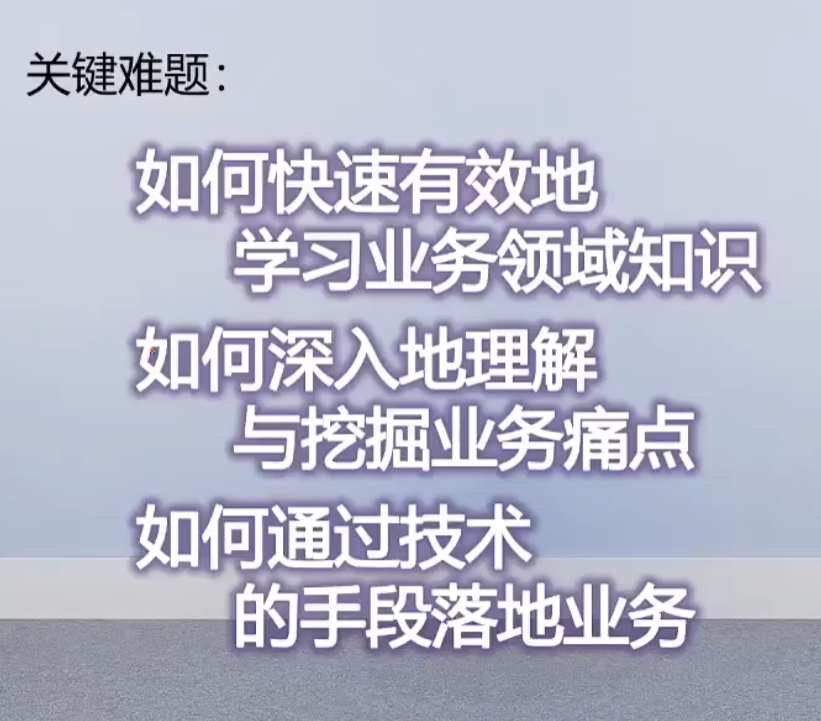 关键难题：
如何快速有效地
学习业务领域知识
如何深入地理解
与挖掘业务痛点
如何通过技术
的手段落地业务